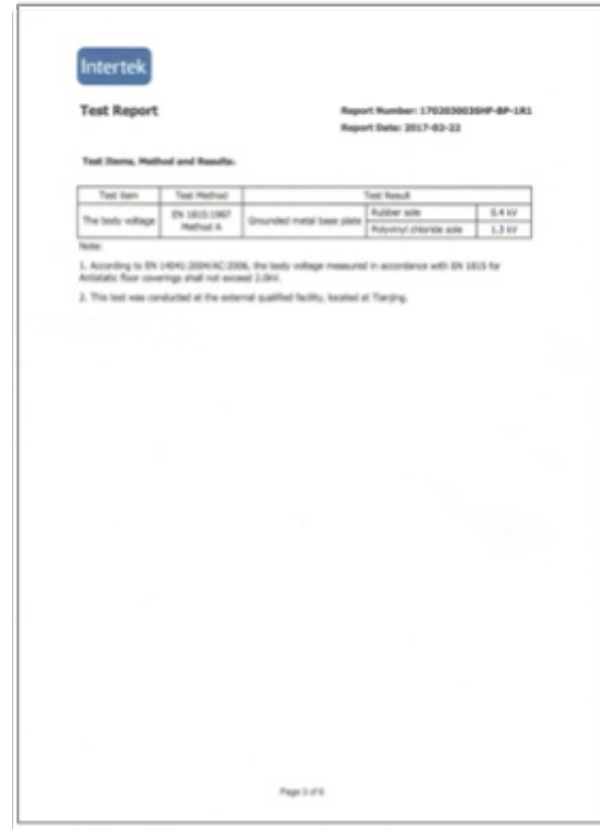 Intertek
Test Report
Report Number: 170203003SHF-BP-1R1
Report Date: 2017-02-22
Test Items, Method and Results:
Test Item Test Method Test Result
The body voltage EN 1815:1997 Method A Grounded metal base plate Rubber sole 0.4 kV
Polyvinyl chloride sole 1.3 kV
Note:
1. According to EN 14041:2004/AC:2006, the body voltage measured in accordance with EN 1815 for
Antistatic floor coverings shall not exceed 2.0kV.
2. This test was conducted at the external qualified facility, located at Tianjing.
Page of